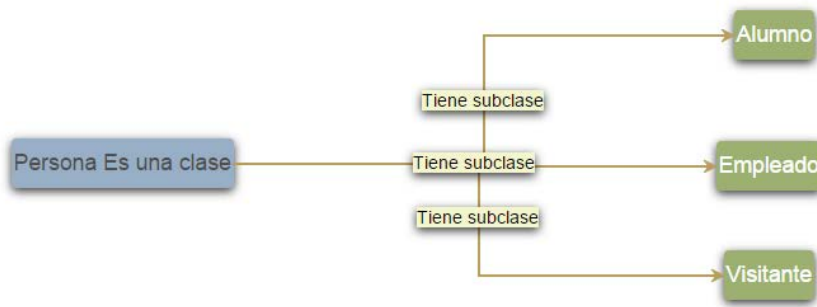 Alumno
Tiene subclase
Persona Es una clase
Tiene subclase
Empleado
Tiene subclase
Visitante